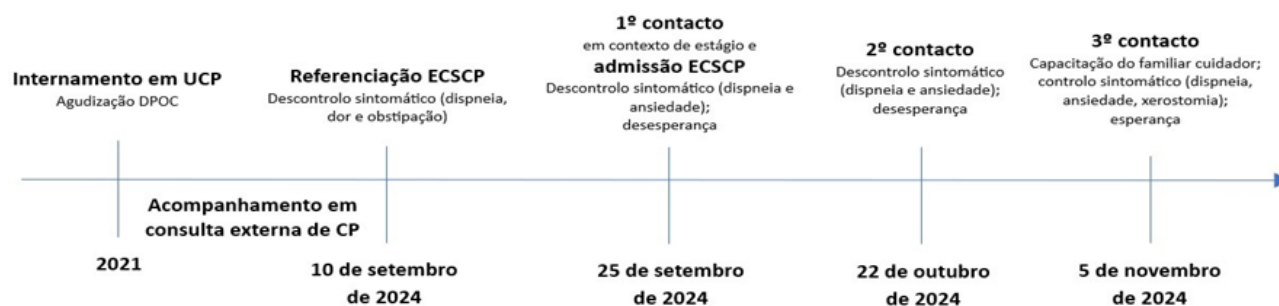 Internamento em UCP
Agudização DPOC
Referenciação ECSCP
Descontrolo sintomático (dispneia,
dor e obstipação)
1º contacto
em contexto de estágio e
admissão ECSCP
Descontrolo sintomático (dispneia e
ansiedade);
desesperança
2º contacto
Descontrolo sintomático
(dispneia e ansiedade);
desesperança
3º contacto
Capacitação do familiar cuidador;
controlo sintomático (dispneia,
ansiedade, xerostomia);
esperança
Acompanhamento em
consulta externa de CP
2021
10 de setembro
de 2024
25 de setembro
de 2024
22 de outubro
de 2024
5 de novembro
de 2024